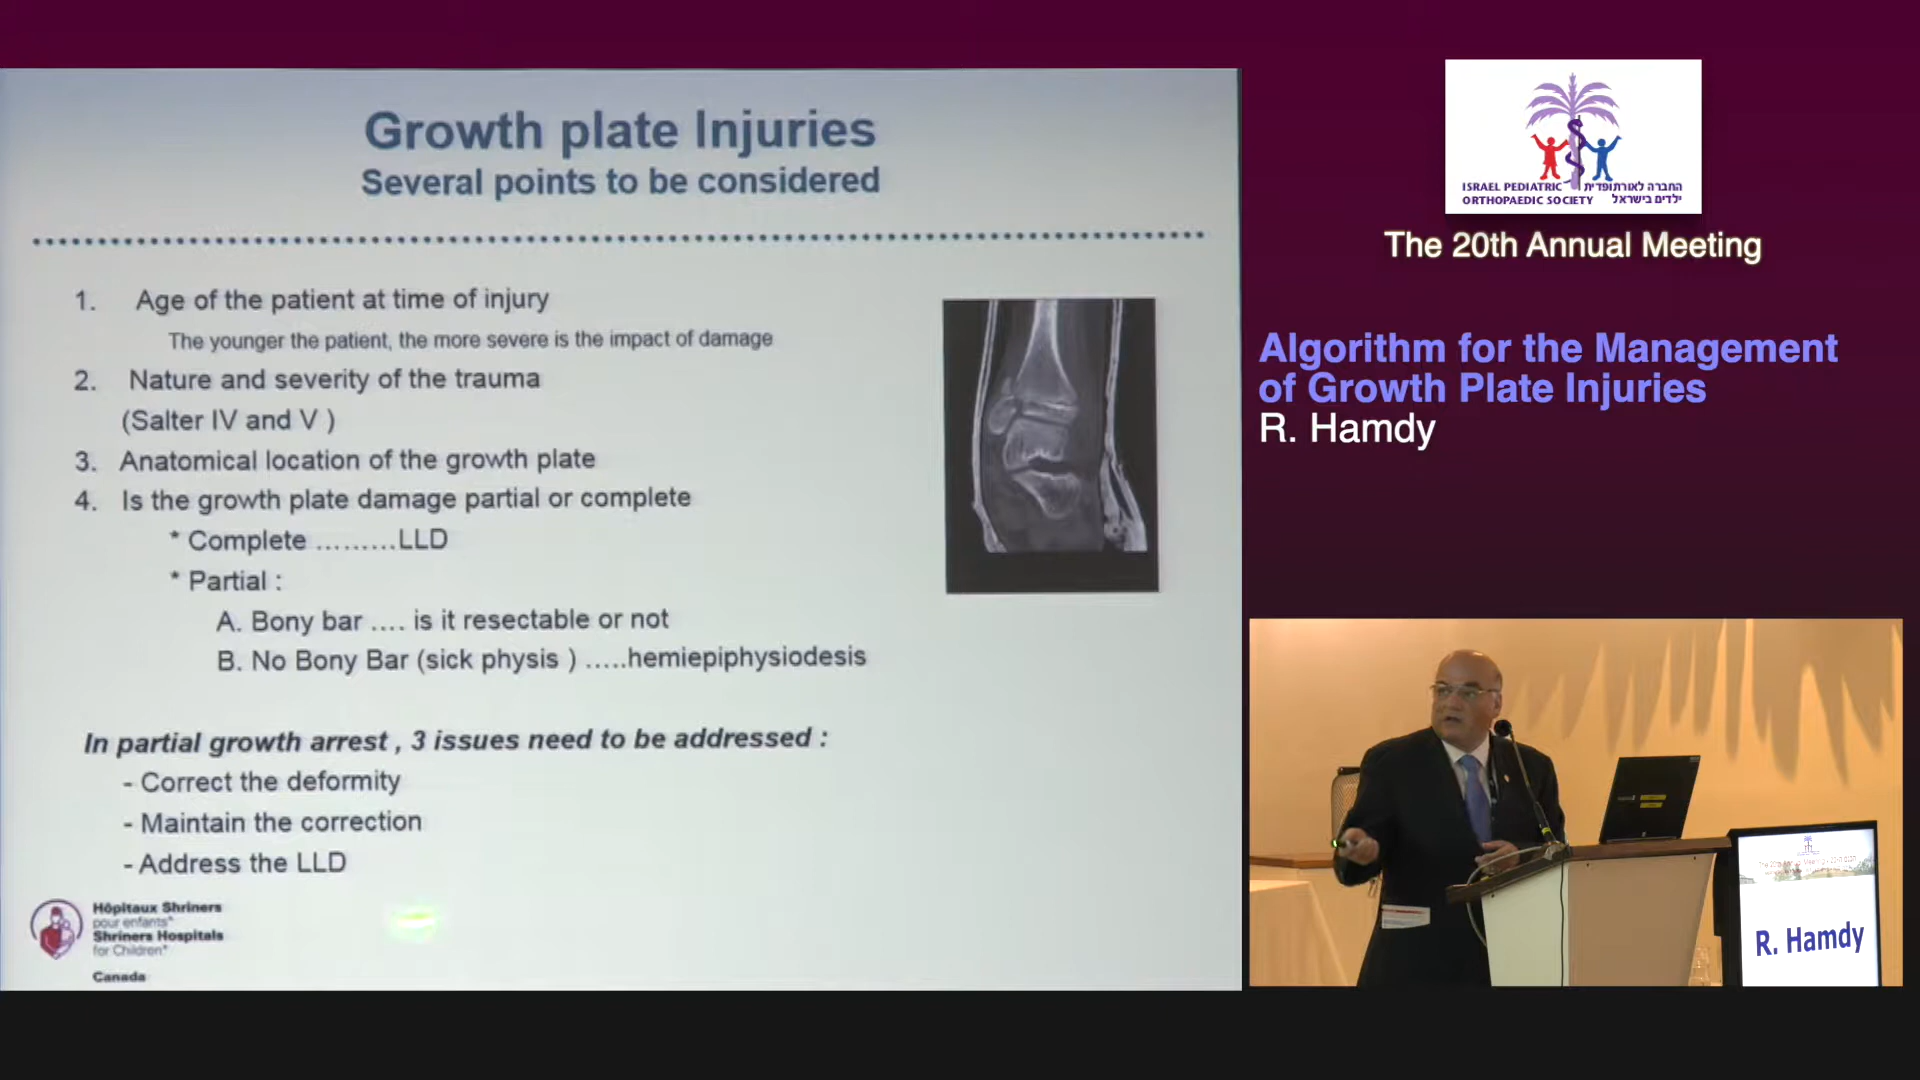 Growth plate Injuries
Several points to be considered
1. Age of the patient at time of injury
The younger the patient, the more severe is the impact of damage
2. Nature and severity of the trauma
(Salter IV and V )
3. Anatomical location of the growth plate
4. Is the growth plate damage partial or complete
* Complete .........LLD
* Partial :
A. Bony bar .... is it resectable or not
B. No Bony Bar (sick physis ) .....hemiepiphysiodesis
In partial growth arrest , 3 issues need to be addressed :
- Correct the deformity
- Maintain the correction
- Address the LLD
Hôpitaux Shriners
pour enfants*
Shriners Hospitals
for Children*
Canada
ISRAEL PEDIATRIC החברה לאורתופדית
ORTHOPAEDIC SOCIETY ילדים בישראל
The 20th Annual Meeting
Algorithm for the Management
of Growth Plate Injuries
R. Hamdy
R. Hamdy